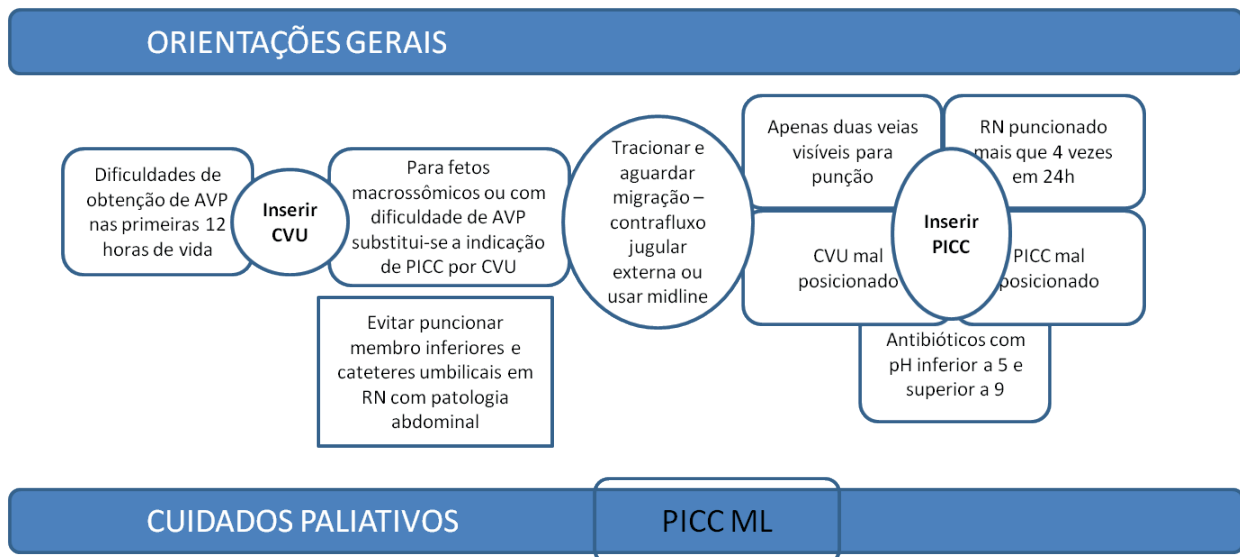 ORIENTAÇÕES GERAIS
Dificuldades de
obtenção de AVP
nas primeiras 12
horas de vida
Inserir
CVU
Para fetos
macrossômicos ou com
dificuldade de AVP
substitui-se a indicação
de PICC por CVU
Evitar puncionar
membro inferiores e
cateteres umbilicais em
RN com patologia
abdominal
Tracionar e
aguardar
migração –
contrafluxo
jugular
externa ou
usar midline
Apenas duas veias
visíveis para
punção
RN puncionado
mais que 4 vezes
em 24h
Inserir
PICC
CVU mal
posicionado
PICC mal
posicionado
Antibióticos com
pH inferior a 5 e
superior a 9
CUIDADOS PALIATIVOS
PICC ML